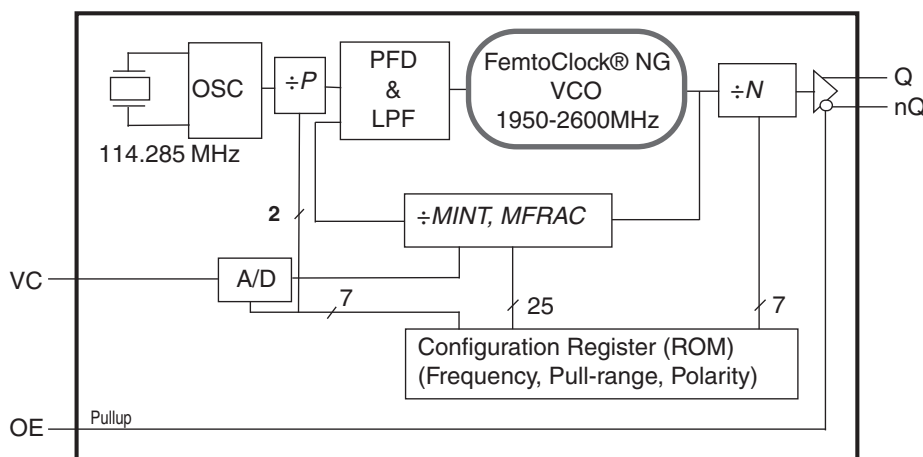 OSC
÷P
PFD
&
LPF
FemtoClock® NG
VCO
1950-2600MHz
÷N
Q
nQ
114.285 MHz
2
÷MINT, MFRAC
VC
A/D
7
25
7
Configuration Register (ROM)
(Frequency, Pull-range, Polarity)
OE
Pullup